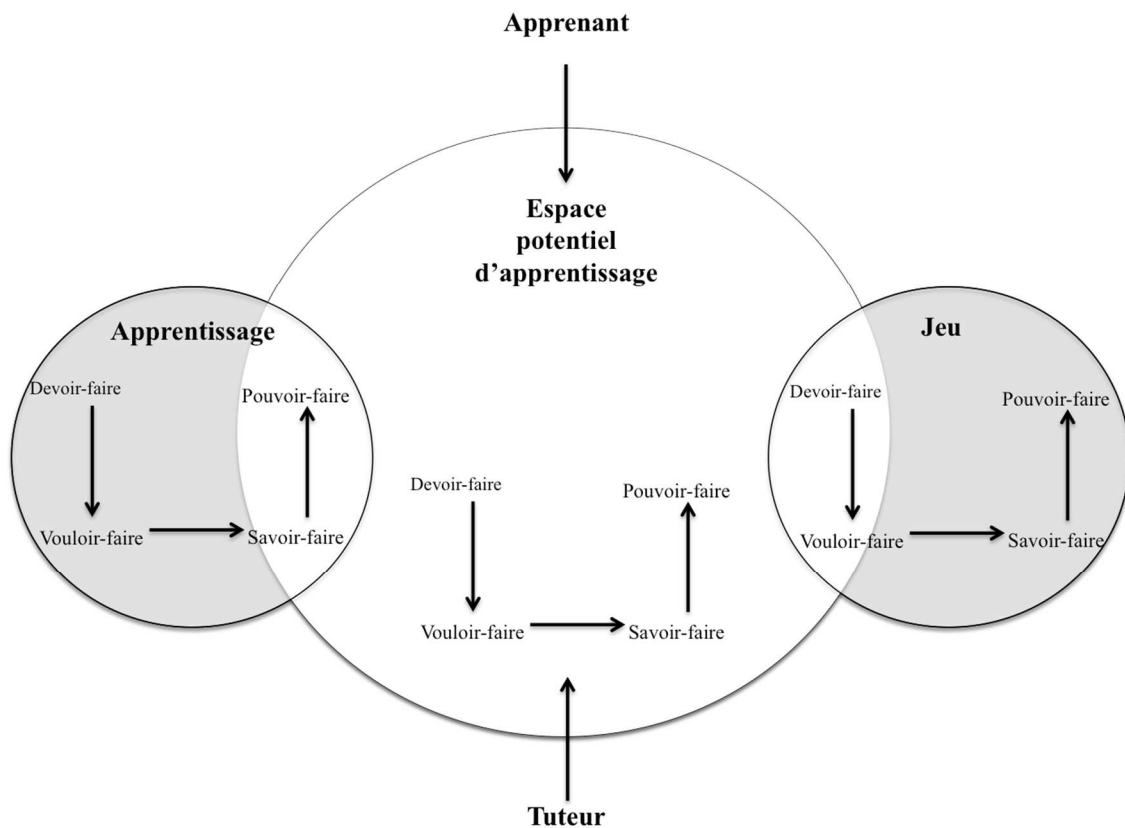 Apprenant
Espace
potentiel
d’apprentissage
Apprentissage
Devoir-faire
Pouvoir-faire
Vouloir-faire
Savoir-faire
Devoir-faire
Pouvoir-faire
Vouloir-faire
Savoir-faire
Jeu
Devoir-faire
Pouvoir-faire
Vouloir-faire
Savoir-faire
Tuteur